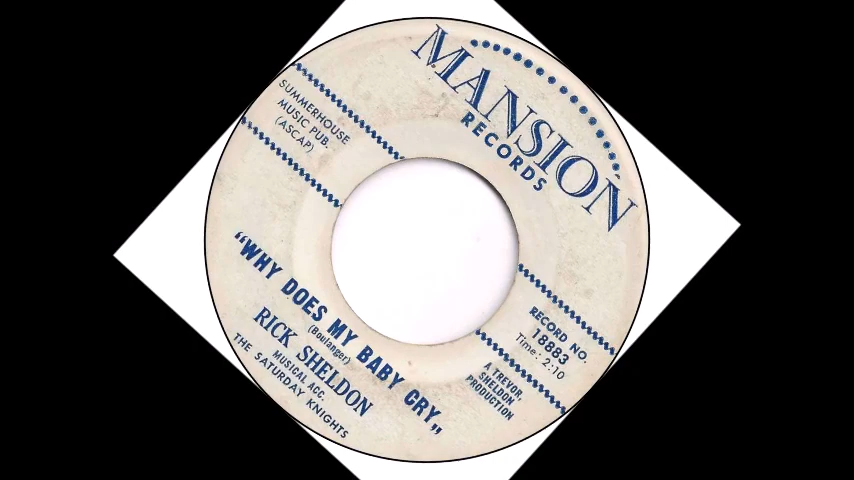 MANSION
RECORDS
SUMMERHOUSE
MUSIC PUB.
(ASCAP)
RECORD NO.
18883
Time: 2:10
"WHY DOES MY BABY CRY"
(Boulanger)
RICK SHELDON
MUSICAL ACC.
THE SATURDAY KNIGHTS
A TREVOR,
SHELDON
PRODUCTION